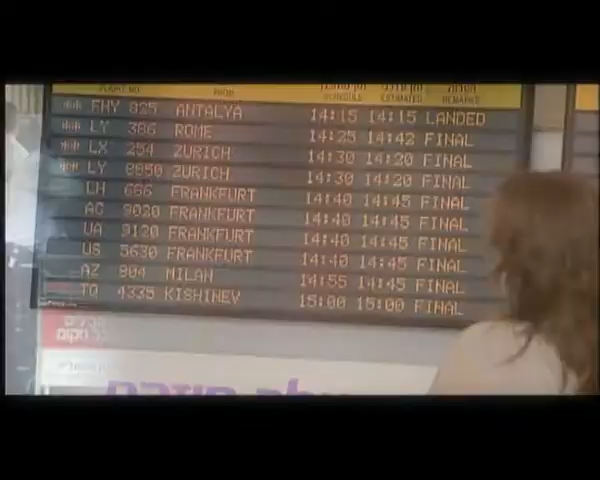 FLIGHT NO FROM SCHEDULE ESTIMATED REMARKS
FHY 825 ANTALYA 14:15 14:15 LANDED
LY 386 ROME 14:25 14:42 FINAL
LX 254 ZURICH 14:30 14:20 FINAL
LY 8650 ZURICH 14:30 14:20 FINAL
LH 686 FRANKFURT 14:40 14:45 FINAL
AC 9020 FRANKFURT 14:40 14:45 FINAL
UA 9120 FRANKFURT 14:40 14:45 FINAL
US 5630 FRANKFURT 14:40 14:45 FINAL
AZ 804 MILAN 14:55 14:45 FINAL
TQ 4335 KISHINEV 15:00 15:00 FINAL